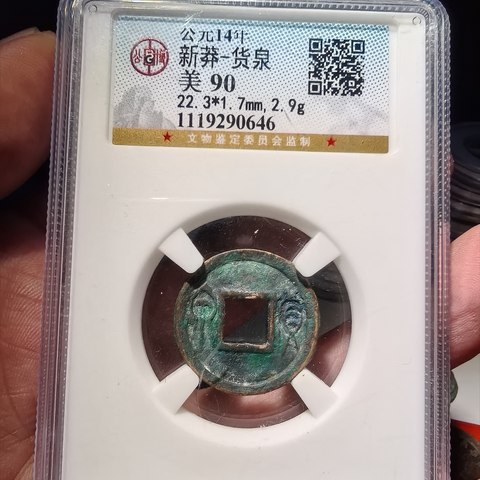 公元14年
新莽-货泉
美 90
22.3*1.7mm,2.9g
1119290646
文物鉴定委员会监制